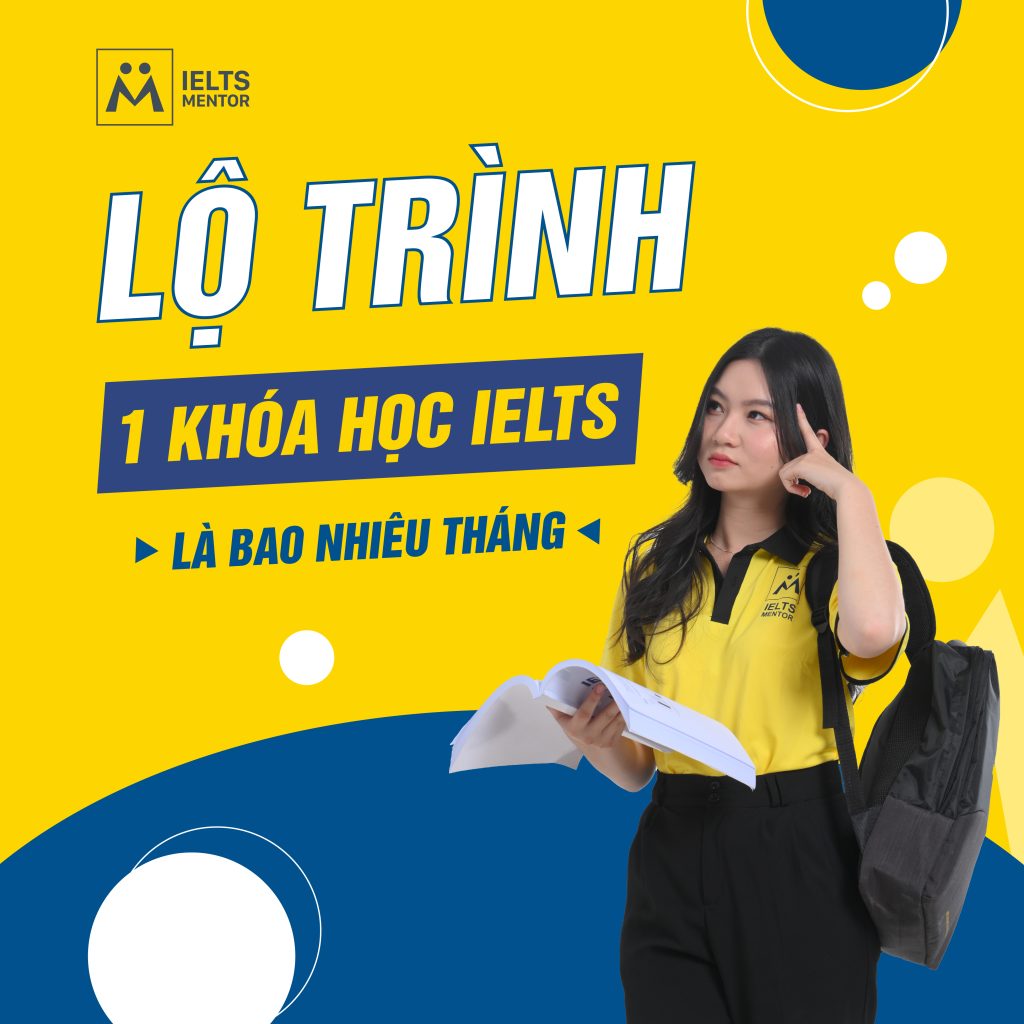 IELTS
MENTOR
LỘ TRÌNH
1 KHÓA HỌC IELTS
LÀ BAO NHIÊU THÁNG
IELTS
MENTOR